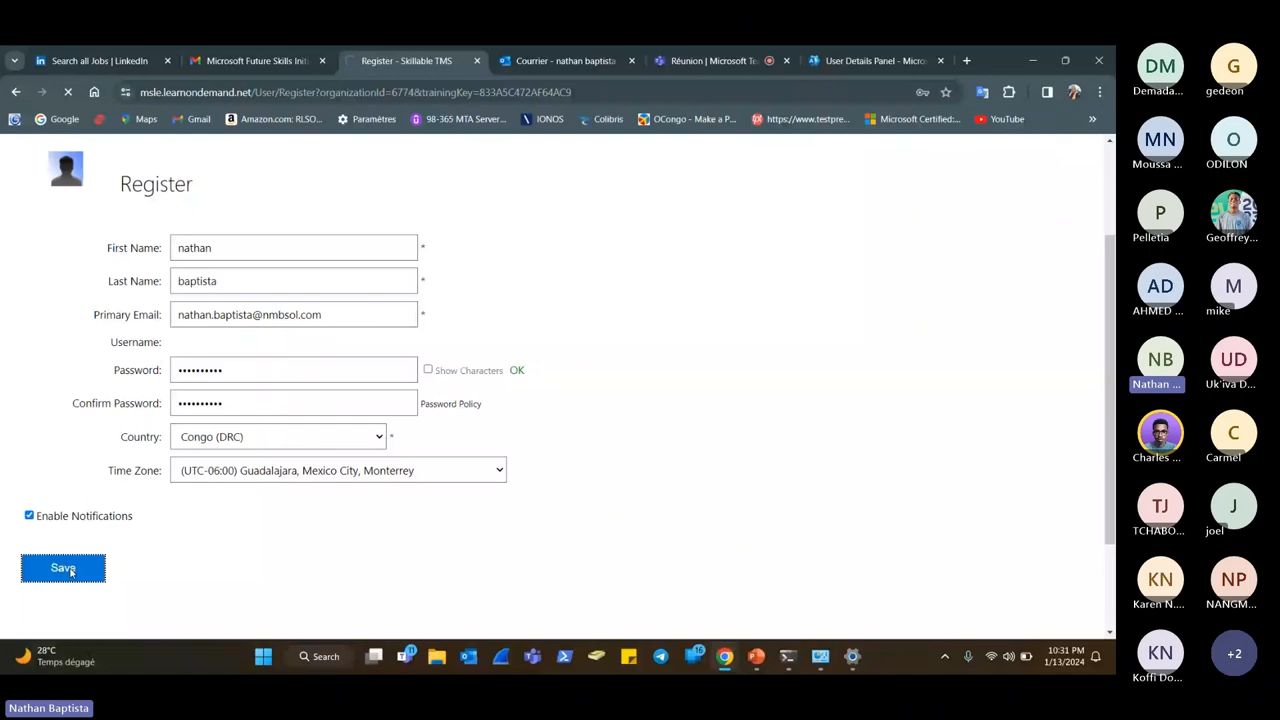 Search all Jobs | LinkedIn
Microsoft Future Skills Initi
Register - Skillable TMS
Courrier - nathan baptista
Réunion | Microsoft Te
User Details Panel - Micros
msle.learnondemand.net/User/Register?organizationId=6774&trainingKey=833A5C472AF64AC9
Google
Maps
Gmail
Amazon.com: RLSO...
Paramètres
98-365 MTA Server...
IONOS
Colibris
OCongo - Make a P...
https://www.testpre...
Microsoft Certified:...
YouTube
Register
First Name: nathan *
Last Name: baptista *
Primary Email: nathan.baptista@nmbsol.com *
Username:
Password: •••••••••• Show Characters OK
Confirm Password: •••••••••• Password Policy
Country: Congo (DRC) *
Time Zone: (UTC-06:00) Guadalajara, Mexico City, Monterrey
Enable Notifications
Save
28°C
Temps dégagé
Search
10:31 PM
1/13/2024
Nathan Baptista
DM
Demada...
G
gedeon
MN
Moussa ...
O
ODILON
P
Pelletia
Geoffrey...
AD
AHMED ...
M
mike
NB
Nathan ...
UD
Uk'iva D...
Charles ...
C
Carmel
TJ
TCHABO...
J
joel
KN
Karen N....
NP
NANGM...
KN
Koffi Do...
+2